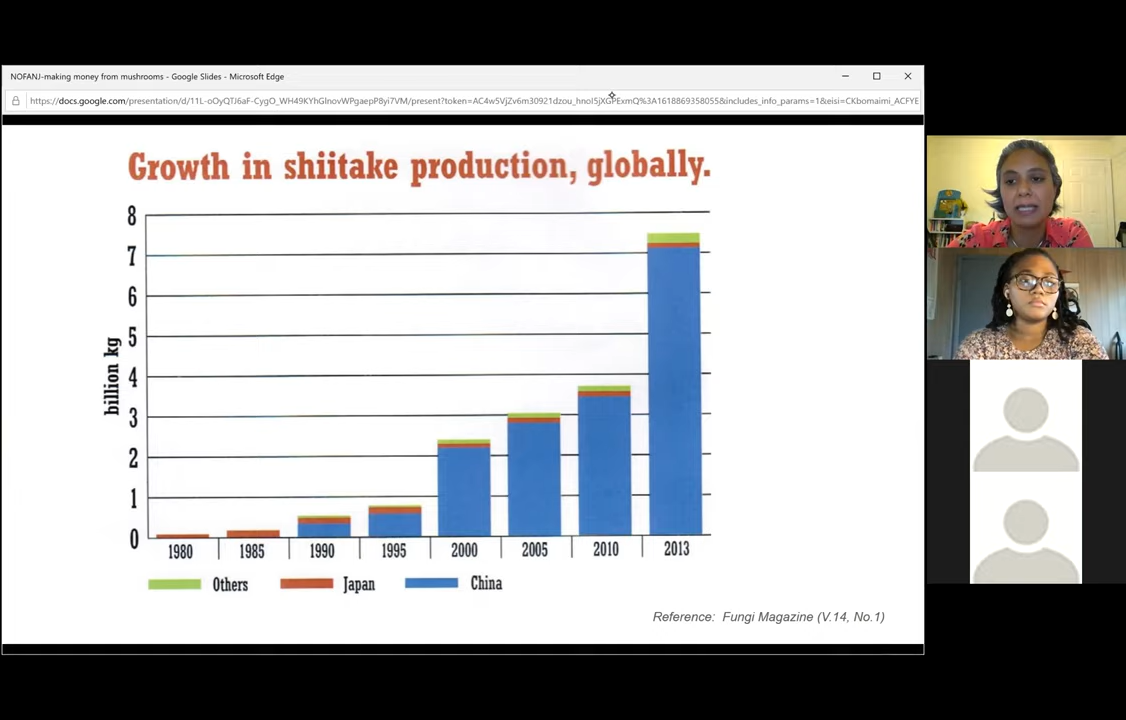 NOFANJ-making money from mushrooms - Google Slides - Microsoft Edge
https://docs.google.com/presentation/d/11L-oOyQTJ6aF-CygO_WH49KYhGlnovWPgaepP8yi7VM/present?token=AC4w5VjZv6m30921dzou_hnoI5jXGPExmQ%3A1618869358055&includes_info_params=1&eisi=CKbomaimi_ACFYE
Growth in shiitake production, globally.
billion kg
8
7
6
5
4
3
2
1
0
1980 1985 1990 1995 2000 2005 2010 2013
Others Japan China
Reference: Fungi Magazine (V.14, No.1)